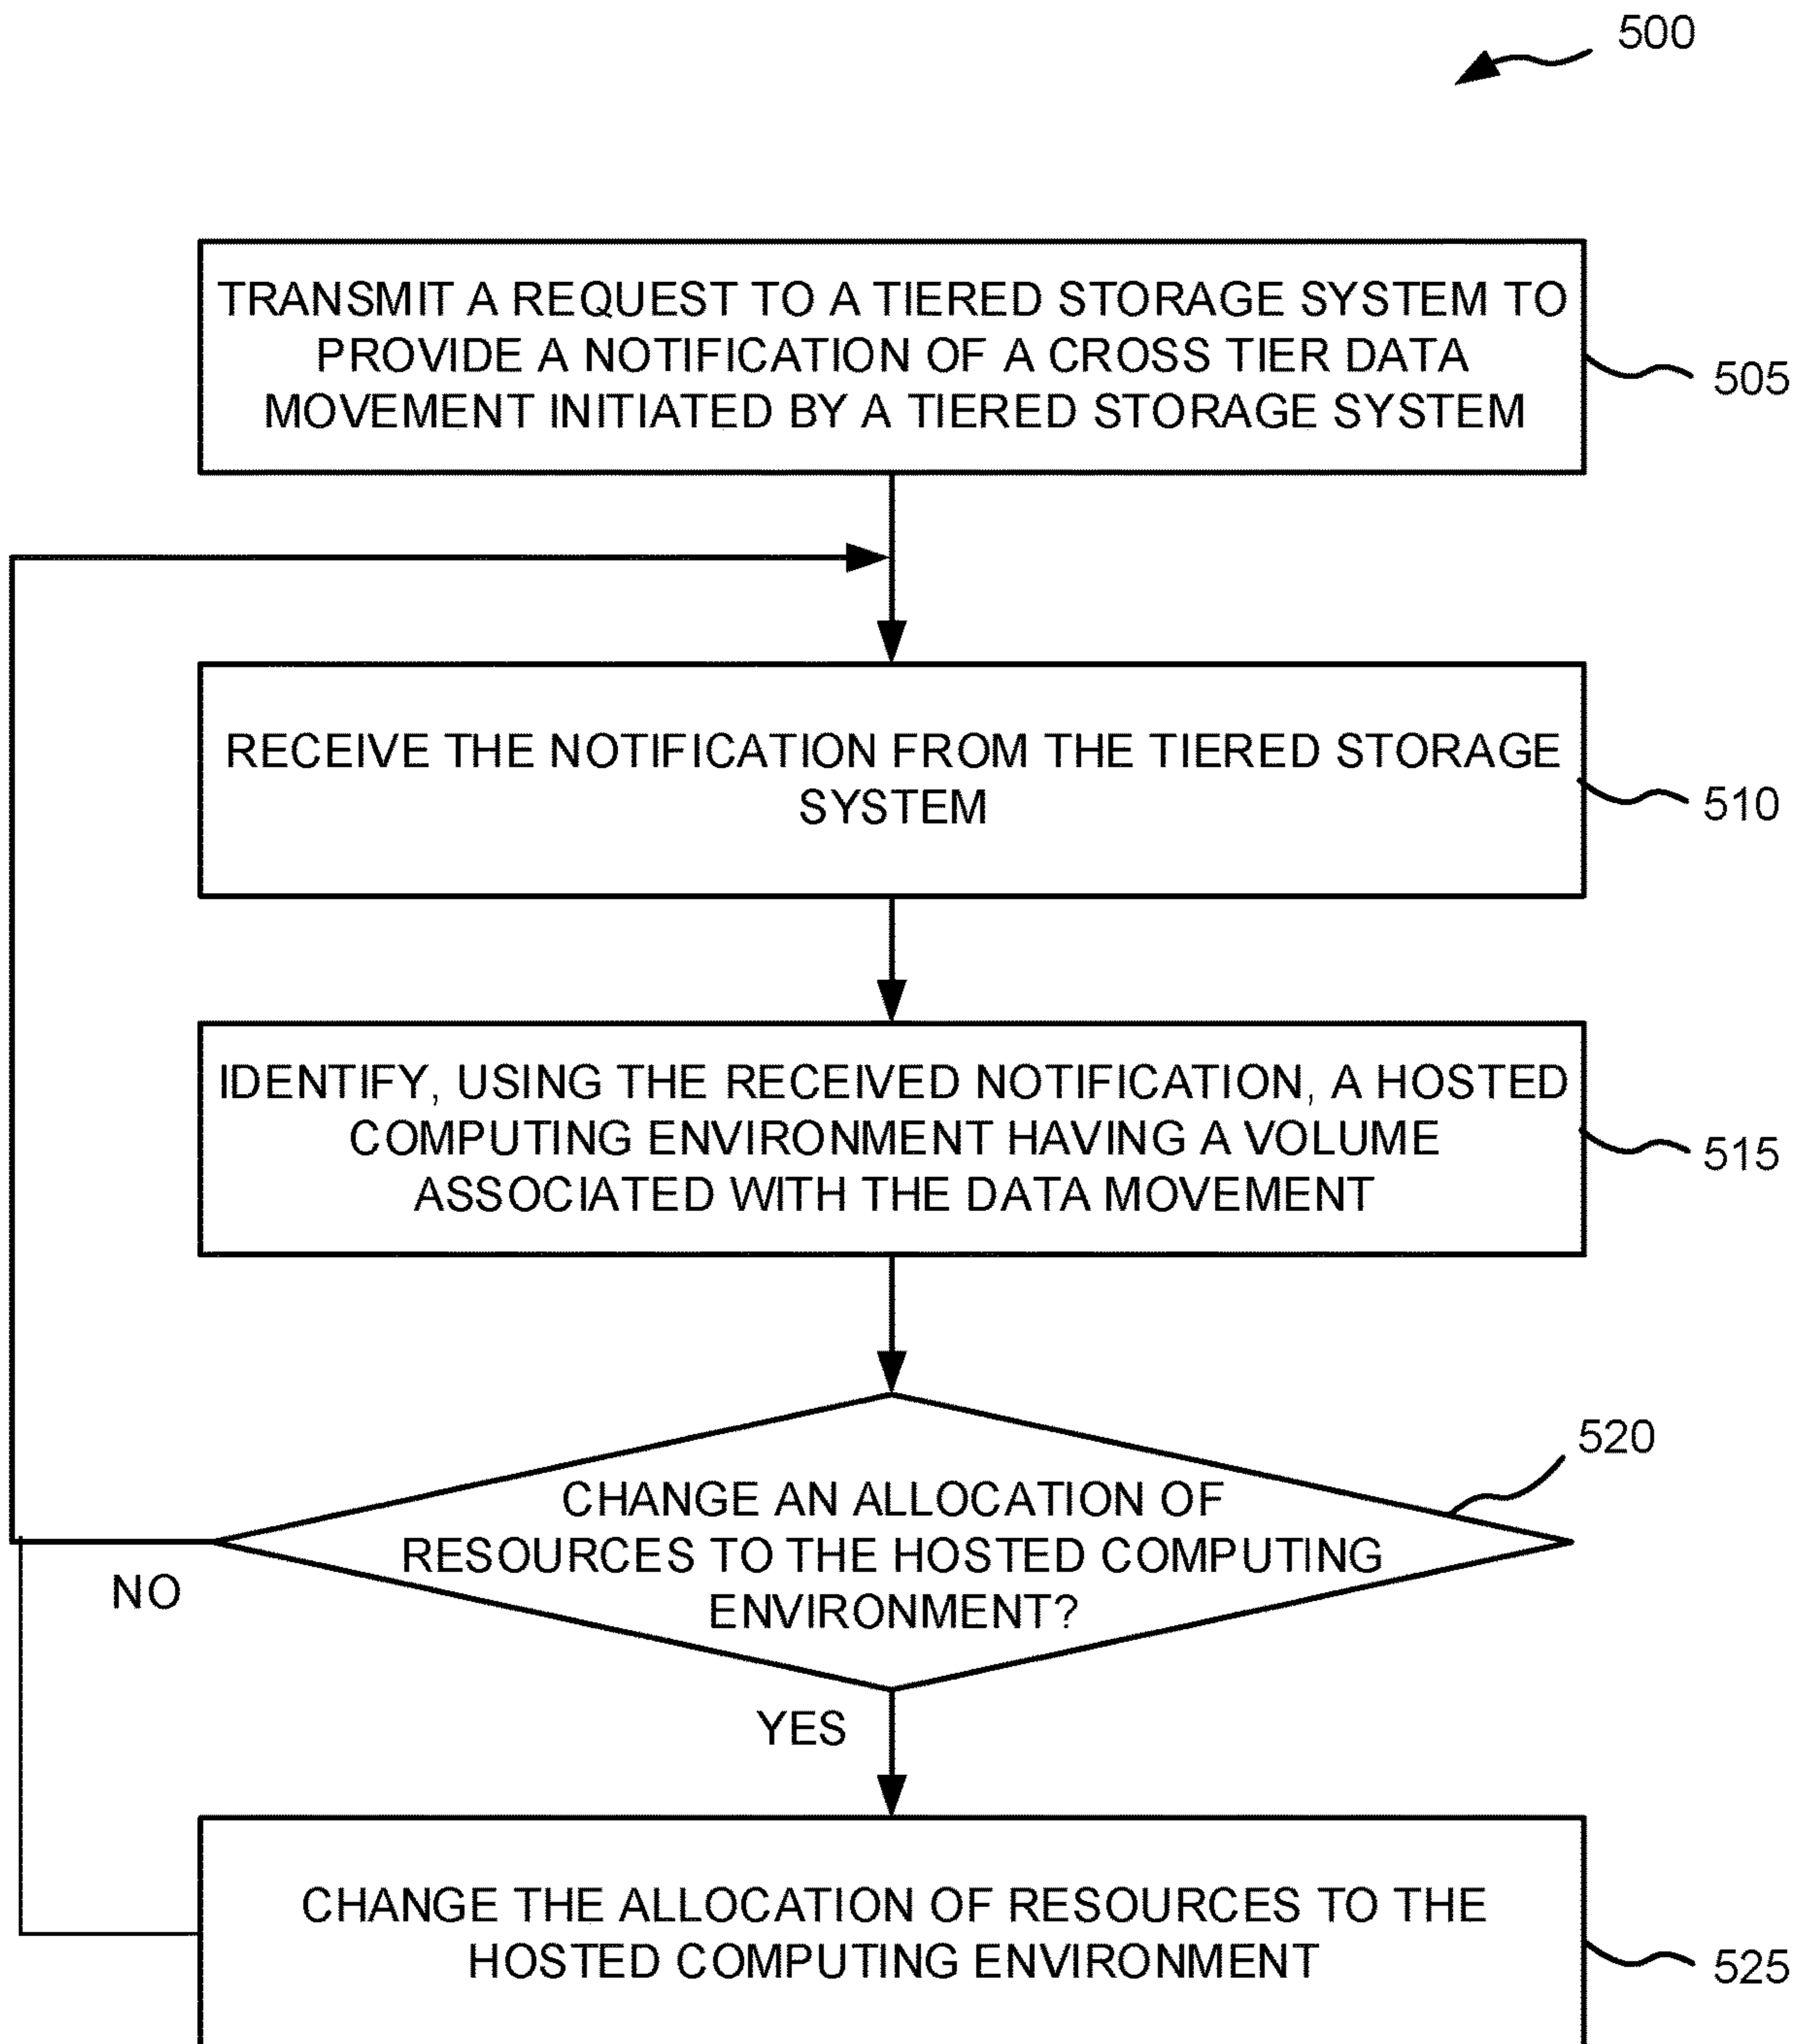 500
TRANSMIT A REQUEST TO A TIERED STORAGE SYSTEM TO
PROVIDE A NOTIFICATION OF A CROSS TIER DATA
MOVEMENT INITIATED BY A TIERED STORAGE SYSTEM
505
RECEIVE THE NOTIFICATION FROM THE TIERED STORAGE
SYSTEM
510
IDENTIFY, USING THE RECEIVED NOTIFICATION, A HOSTED
COMPUTING ENVIRONMENT HAVING A VOLUME
ASSOCIATED WITH THE DATA MOVEMENT
515
520
CHANGE AN ALLOCATION OF
RESOURCES TO THE HOSTED COMPUTING
ENVIRONMENT?
NO
YES
CHANGE THE ALLOCATION OF RESOURCES TO THE
HOSTED COMPUTING ENVIRONMENT
525